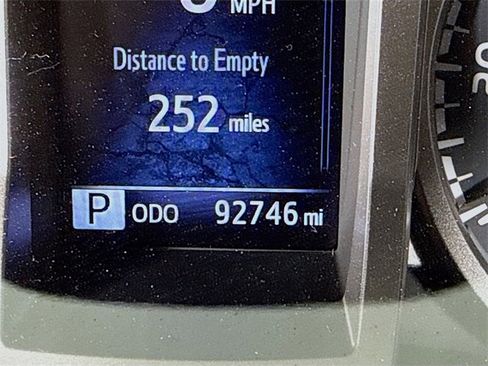 MPH
Distance to Empty
252 miles
P ODO 92746 mi